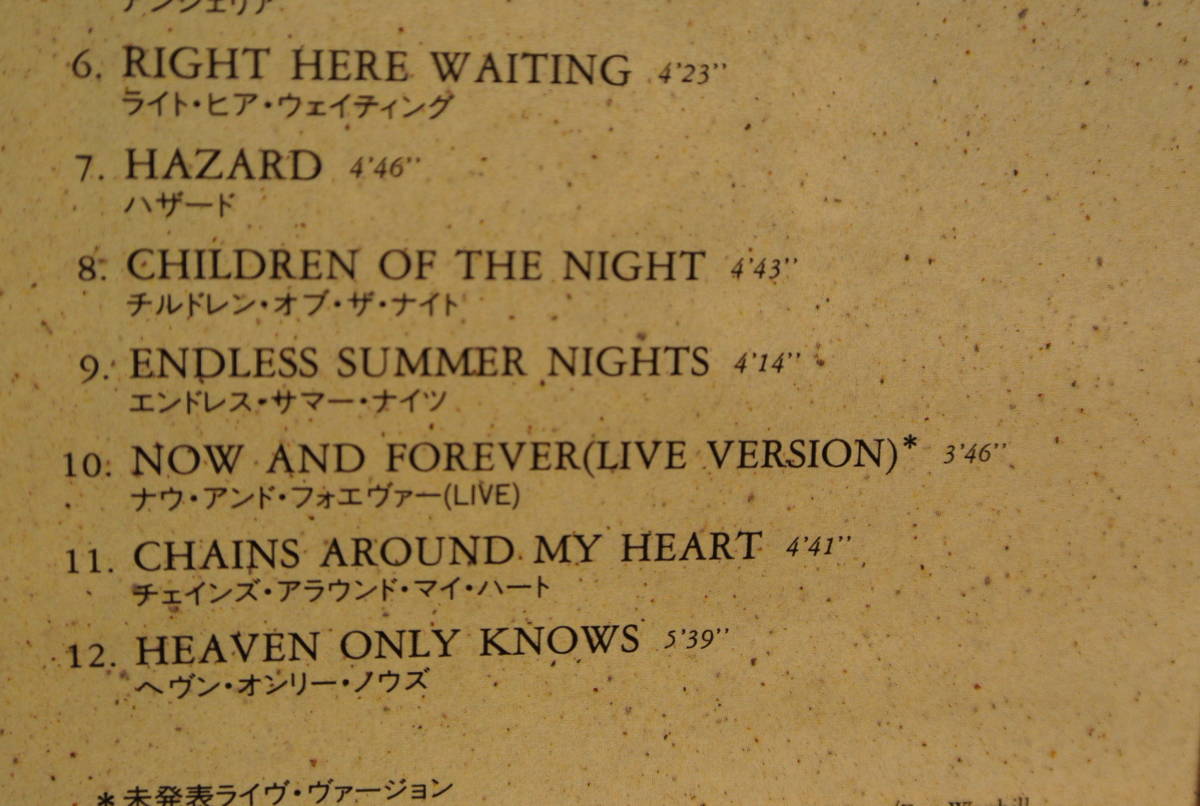 アンジェリア
6. RIGHT HERE WAITING 4'23''
ライト・ヒア・ウェイティング
7. HAZARD 4'46''
ハザード
8. CHILDREN OF THE NIGHT 4'43''
チルドレン・オブ・ザ・ナイト
9. ENDLESS SUMMER NIGHTS 4'14''
エンドレス・サマー・ナイツ
10. NOW AND FOREVER(LIVE VERSION)* 3'46''
ナウ・アンド・フォエヴァー(LIVE)
11. CHAINS AROUND MY HEART 4'41''
チェインズ・アラウンド・マイ・ハート
12. HEAVEN ONLY KNOWS 5'39''
ヘヴン・オンリー・ノウズ
*未発表ライヴ・ヴァージョン